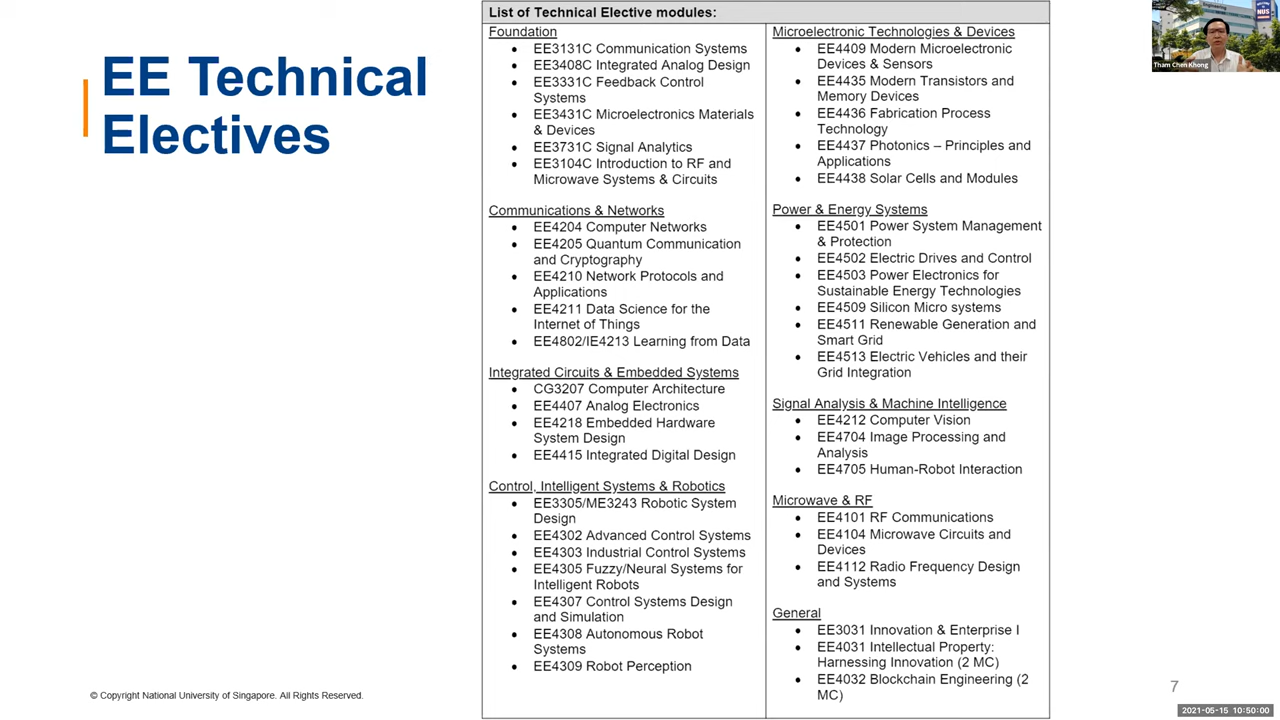 EE Technical
Electives
List of Technical Elective modules:
Foundation
• EE3131C Communication Systems
• EE3408C Integrated Analog Design
• EE3331C Feedback Control
Systems
• EE3431C Microelectronics Materials
& Devices
• EE3731C Signal Analytics
• EE3104C Introduction to RF and
Microwave Systems & Circuits
Communications & Networks
• EE4204 Computer Networks
• EE4205 Quantum Communication
and Cryptography
• EE4210 Network Protocols and
Applications
• EE4211 Data Science for the
Internet of Things
• EE4802/IE4213 Learning from Data
Integrated Circuits & Embedded Systems
• CG3207 Computer Architecture
• EE4407 Analog Electronics
• EE4218 Embedded Hardware
System Design
• EE4415 Integrated Digital Design
Control, Intelligent Systems & Robotics
• EE3305/ME3243 Robotic System
Design
• EE4302 Advanced Control Systems
• EE4303 Industrial Control Systems
• EE4305 Fuzzy/Neural Systems for
Intelligent Robots
• EE4307 Control Systems Design
and Simulation
• EE4308 Autonomous Robot
Systems
• EE4309 Robot Perception
Microelectronic Technologies & Devices
• EE4409 Modern Microelectronic
Devices & Sensors
• EE4435 Modern Transistors and
Memory Devices
• EE4436 Fabrication Process
Technology
• EE4437 Photonics – Principles and
Applications
• EE4438 Solar Cells and Modules
Power & Energy Systems
• EE4501 Power System Management
& Protection
• EE4502 Electric Drives and Control
• EE4503 Power Electronics for
Sustainable Energy Technologies
• EE4509 Silicon Micro systems
• EE4511 Renewable Generation and
Smart Grid
• EE4513 Electric Vehicles and their
Grid Integration
Signal Analysis & Machine Intelligence
• EE4212 Computer Vision
• EE4704 Image Processing and
Analysis
• EE4705 Human-Robot Interaction
Microwave & RF
• EE4101 RF Communications
• EE4104 Microwave Circuits and
Devices
• EE4112 Radio Frequency Design
and Systems
General
• EE3031 Innovation & Enterprise I
• EE4031 Intellectual Property:
Harnessing Innovation (2 MC)
• EE4032 Blockchain Engineering (2
MC)
NUS
Tham Chen Khong
© Copyright National University of Singapore. All Rights Reserved.
7
2021-05-15 10:50:00